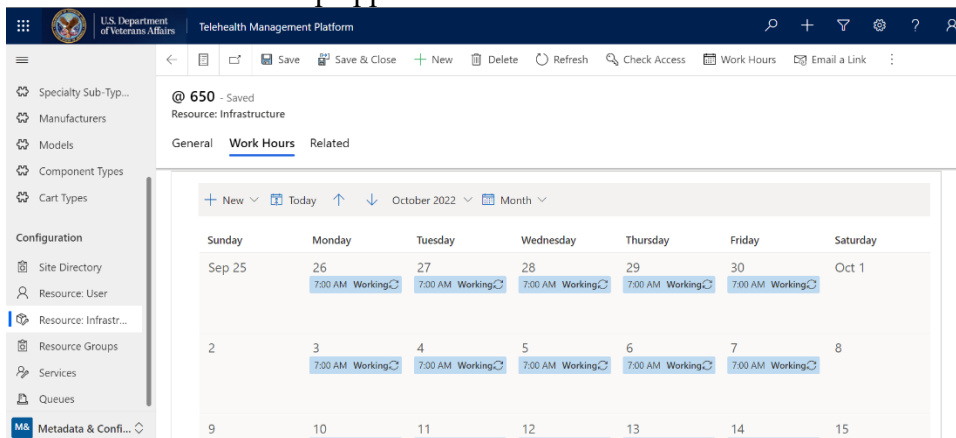 U.S. Department
of Veterans Affairs
Telehealth Management Platform
Save
Save & Close
New
Delete
Refresh
Check Access
Work Hours
Email a Link
Specialty Sub-Typ...
Manufacturers
Models
Component Types
Cart Types
Configuration
Site Directory
Resource: User
Resource: Infrastr...
Resource Groups
Services
Queues
M& Metadata & Confi...
@ 650 - Saved
Resource: Infrastructure
General Work Hours Related
New Today October 2022 Month
Sunday Monday Tuesday Wednesday Thursday Friday Saturday
Sep 25 26 27 28 29 30 Oct 1
7:00 AM Working 7:00 AM Working 7:00 AM Working 7:00 AM Working 7:00 AM Working
2 3 4 5 6 7 8
7:00 AM Working 7:00 AM Working 7:00 AM Working 7:00 AM Working 7:00 AM Working
9 10 11 12 13 14 15